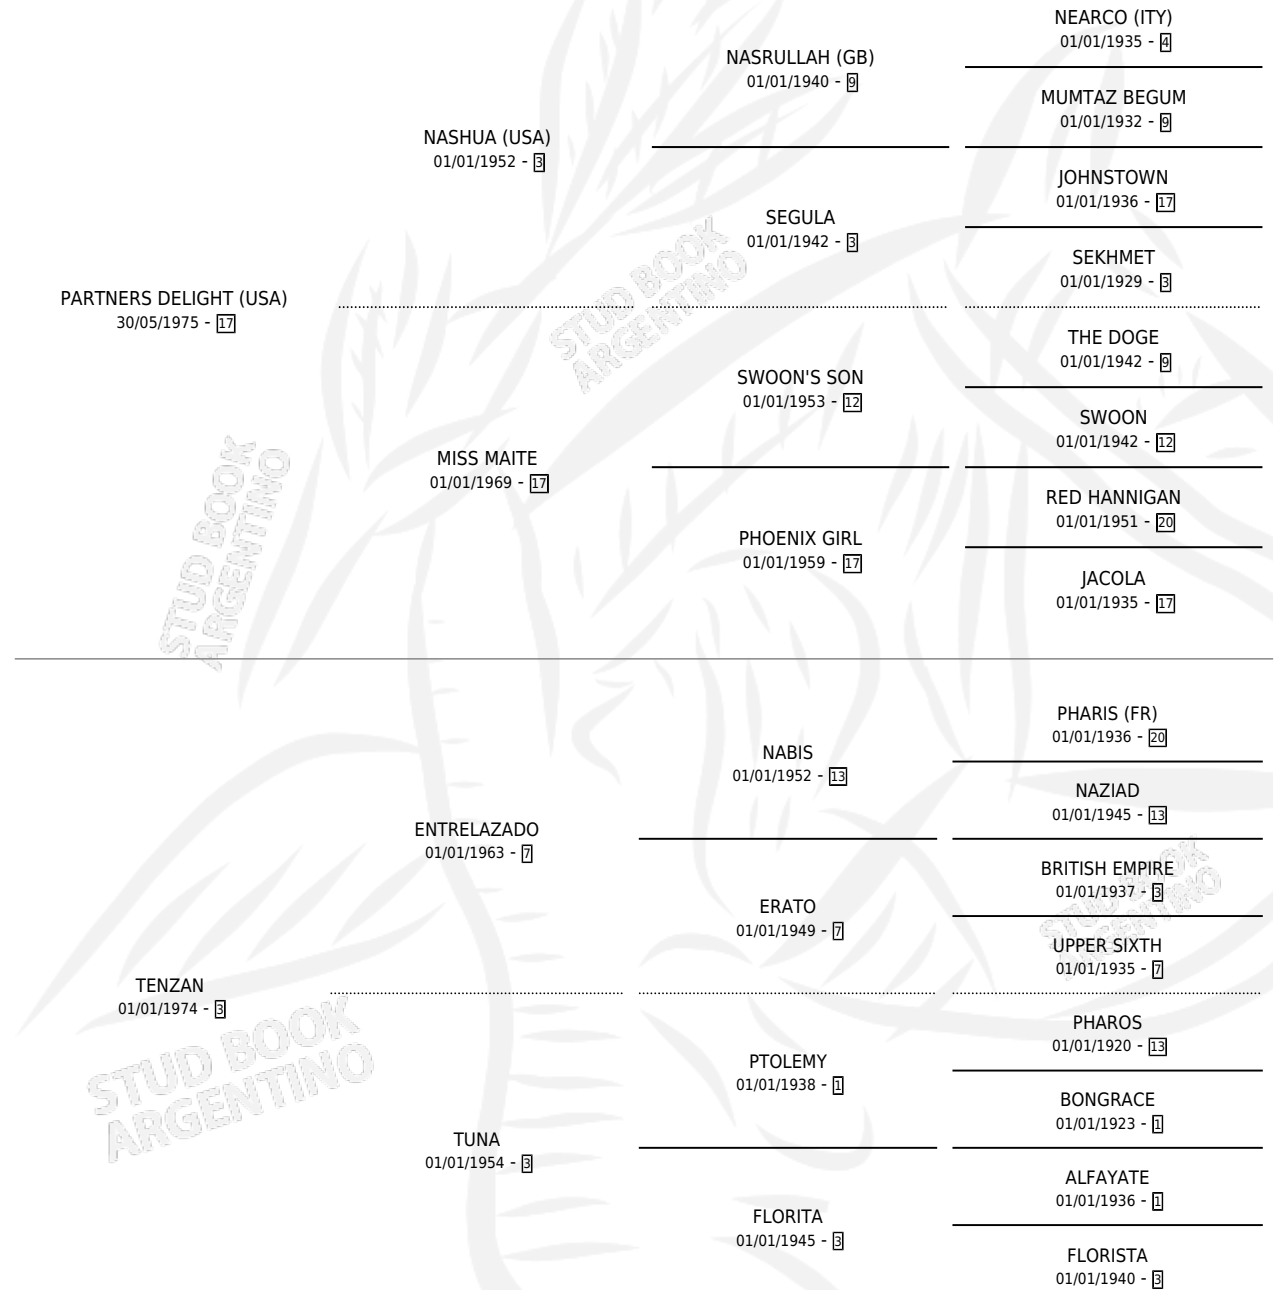 NEARCO (ITY)
01/01/1935 - 4
NASRULLAH (GB)
01/01/1940 - 9
MUMTAZ BEGUM
01/01/1932 - 9
NASHUA (USA)
01/01/1952 - 3
JOHNSTOWN
01/01/1936 - 17
SEGULA
01/01/1942 - 3
SEKHMET
01/01/1929 - 3
PARTNERS DELIGHT (USA)
30/05/1975 - 17
THE DOGE
01/01/1942 - 9
SWOON'S SON
01/01/1953 - 12
SWOON
01/01/1942 - 12
MISS MAITE
01/01/1969 - 17
RED HANNIGAN
01/01/1951 - 20
PHOENIX GIRL
01/01/1959 - 17
JACOLA
01/01/1935 - 17
STUD BOOK
ARGENTINO
STUD BOOK
ARGENTINO
PHARIS (FR)
01/01/1936 - 20
NABIS
01/01/1952 - 13
NAZIAD
01/01/1945 - 13
ENTRELAZADO
01/01/1963 - 7
BRITISH EMPIRE
01/01/1937 - 3
ERATO
01/01/1949 - 7
UPPER SIXTH
01/01/1935 - 7
STUD BOOK
ARGENTINO
TENZAN
01/01/1974 - 3
PHAROS
01/01/1920 - 13
PTOLEMY
01/01/1938 - 1
BONGRACE
01/01/1923 - 1
TUNA
01/01/1954 - 3
ALFAYATE
01/01/1936 - 1
FLORITA
01/01/1945 - 3
FLORISTA
01/01/1940 - 3
STUD BOOK
ARGENTINO